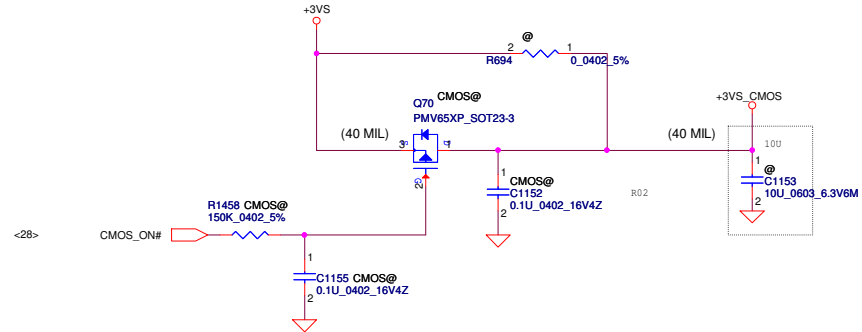 +3VS
@
2
1
R694
0_0402_5%
Q70
CMOS@
PMV65XP_SOT23-3
+3VS_CMOS
(40 MIL)
3
S
D
1
(40 MIL)
10U
G
2
1
CMOS@
C1152
0.1U_0402_16V4Z
2
R02
1
@
C1153
10U_0603_6.3V6M
2
R1458 CMOS@
150K_0402_5%
<28>
CMOS_ON#
1
C1155 CMOS@
0.1U_0402_16V4Z
2